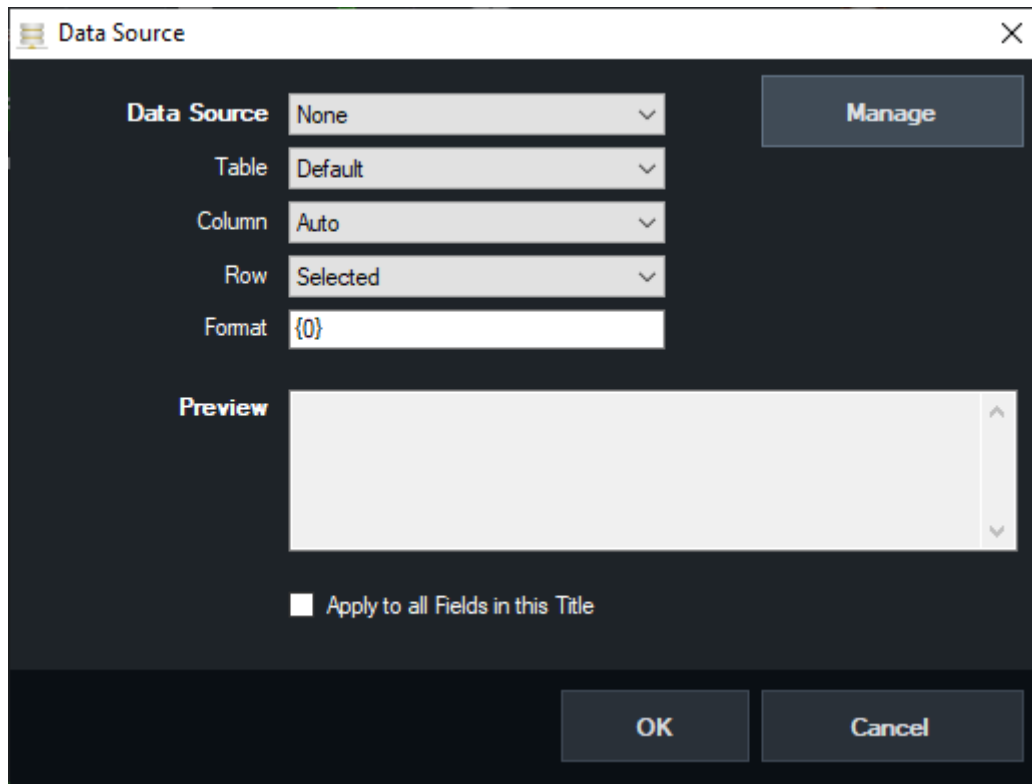 Data Source
Data Source None Manage
Table Default
Column Auto
Row Selected
Format {0}
Preview
Apply to all Fields in this Title
OK Cancel